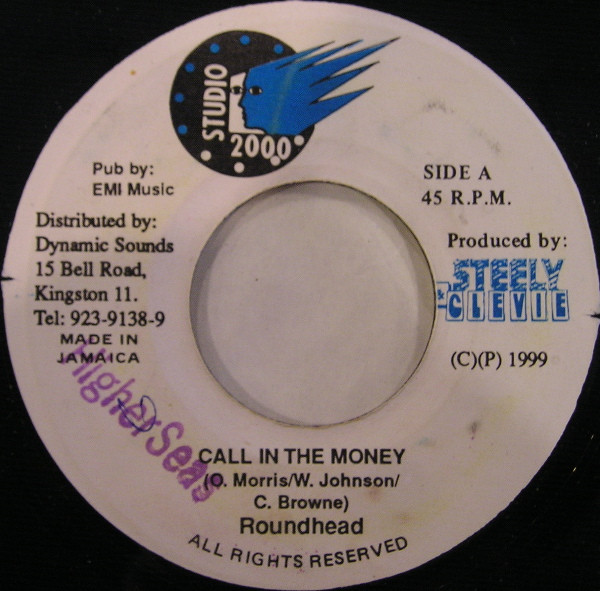 STUDIO
2000
Pub by:
EMI Music
SIDE A
45 R.P.M.
Distributed by:
Dynamic Sounds
15 Bell Road,
Kingston 11.
Tel: 923-9138-9
MADE IN
JAMAICA
Produced by:
STEELY
& CLEVIE
(C)(P) 1999
Higher Seas
CALL IN THE MONEY
(O. Morris/W. Johnson/
C. Browne)
Roundhead
ALL RIGHTS RESERVED